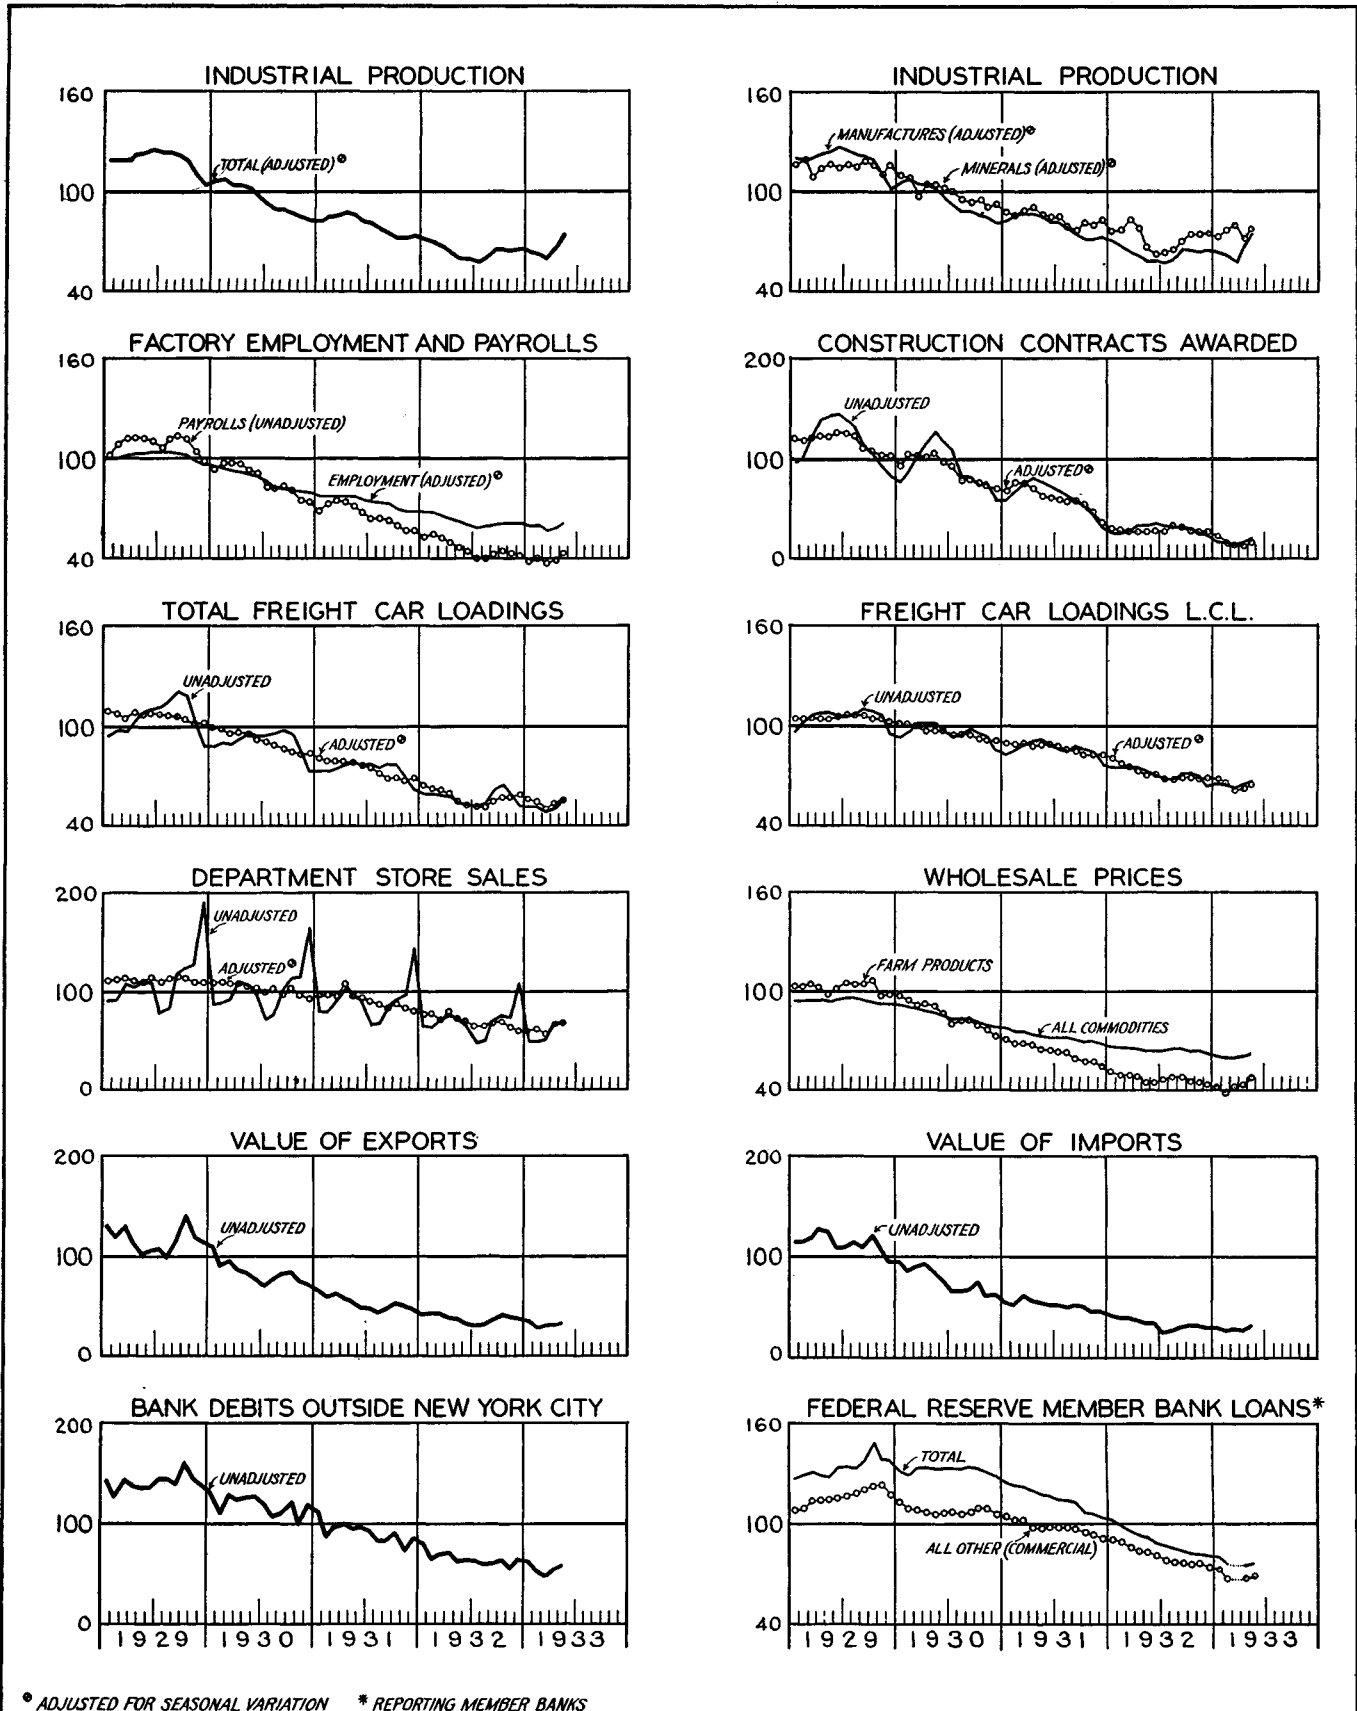 INDUSTRIAL PRODUCTION
160
TOTAL (ADJUSTED)⊘
100
40
INDUSTRIAL PRODUCTION
160
MANUFACTURES (ADJUSTED)⊘
MINERALS (ADJUSTED)⊘
100
40
FACTORY EMPLOYMENT AND PAYROLLS
160
PAYROLLS (UNADJUSTED)
100
EMPLOYMENT (ADJUSTED)⊘
40
CONSTRUCTION CONTRACTS AWARDED
200
UNADJUSTED
100
ADJUSTED⊘
0
TOTAL FREIGHT CAR LOADINGS
160
UNADJUSTED
100
ADJUSTED⊘
40
FREIGHT CAR LOADINGS L.C.L.
160
UNADJUSTED
100
ADJUSTED⊘
40
DEPARTMENT STORE SALES
200
UNADJUSTED
ADJUSTED⊘
100
0
WHOLESALE PRICES
160
FARM PRODUCTS
100
ALL COMMODITIES
40
VALUE OF EXPORTS
200
UNADJUSTED
100
0
VALUE OF IMPORTS
200
UNADJUSTED
100
0
BANK DEBITS OUTSIDE NEW YORK CITY
200
UNADJUSTED
100
0
1929 1930 1931 1932 1933
FEDERAL RESERVE MEMBER BANK LOANS*
160
TOTAL
100
ALL OTHER (COMMERCIAL)
40
1929 1930 1931 1932 1933
⊘ ADJUSTED FOR SEASONAL VARIATION * REPORTING MEMBER BANKS